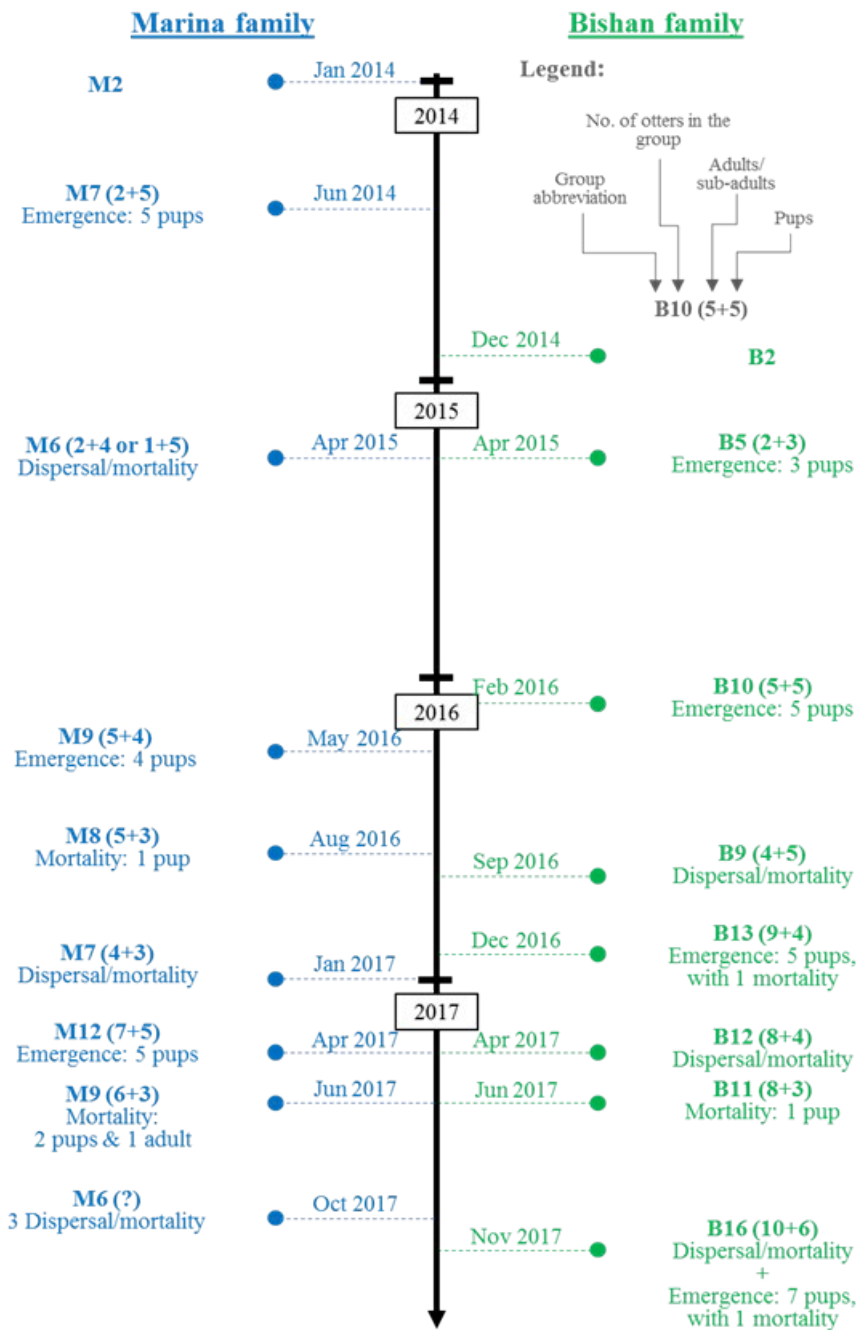 Marina family
Bishan family
Legend:
No. of otters in the
group
Adults/
sub-adults
Group
abbreviation
Pups
B10 (5+5)
M2
Jan 2014
2014
M7 (2+5)
Emergence: 5 pups
Jun 2014
Dec 2014
B2
2015
M6 (2+4 or 1+5)
Dispersal/mortality
Apr 2015
Apr 2015
B5 (2+3)
Emergence: 3 pups
Feb 2016
B10 (5+5)
Emergence: 5 pups
2016
M9 (5+4)
Emergence: 4 pups
May 2016
M8 (5+3)
Mortality: 1 pup
Aug 2016
Sep 2016
B9 (4+5)
Dispersal/mortality
Dec 2016
B13 (9+4)
Emergence: 5 pups,
with 1 mortality
M7 (4+3)
Dispersal/mortality
Jan 2017
2017
M12 (7+5)
Emergence: 5 pups
Apr 2017
Apr 2017
B12 (8+4)
Dispersal/mortality
M9 (6+3)
Mortality:
2 pups & 1 adult
Jun 2017
Jun 2017
B11 (8+3)
Mortality: 1 pup
M6 (?)
3 Dispersal/mortality
Oct 2017
Nov 2017
B16 (10+6)
Dispersal/mortality
+
Emergence: 7 pups,
with 1 mortality